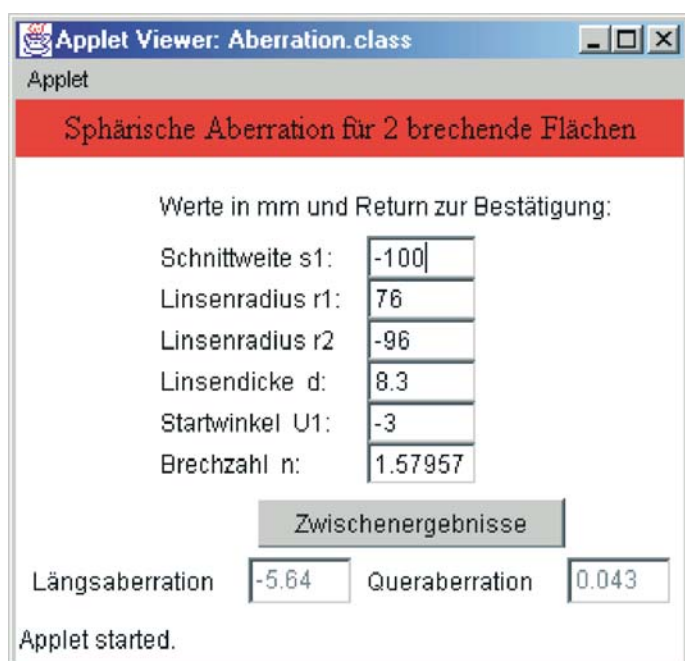 Applet Viewer: Aberration.class
Applet
Sphärische Aberration für 2 brechende Flächen
Werte in mm und Return zur Bestätigung:
Schnittweite s1: -100
Linsenradius r1: 76
Linsenradius r2 -96
Linsendicke d: 8.3
Startwinkel U1: -3
Brechzahl n: 1.57957
Zwischenergebnisse
Längsaberration -5.64 Queraberration 0.043
Applet started.